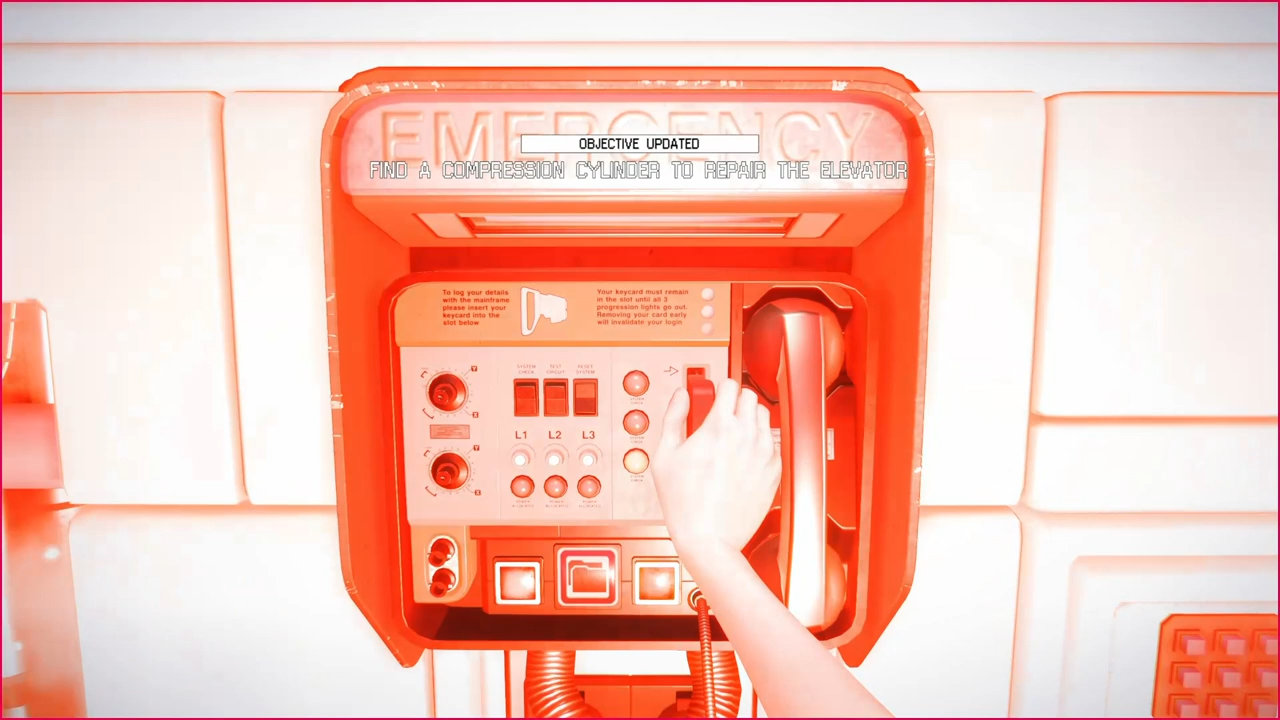 EMERGENCY
OBJECTIVE UPDATED
FIND A COMPRESSION CYLINDER TO REPAIR THE ELEVATOR
To log your details
with the mainframe
please insert your
keycard into the
slot below
Your keycard must remain
in the slot until all 3
progression lights go out.
Removing your card early
will invalidate your login
SYSTEM
CHECK
TEST
CIRCUIT
RESET
SYSTEM
L1 L2 L3